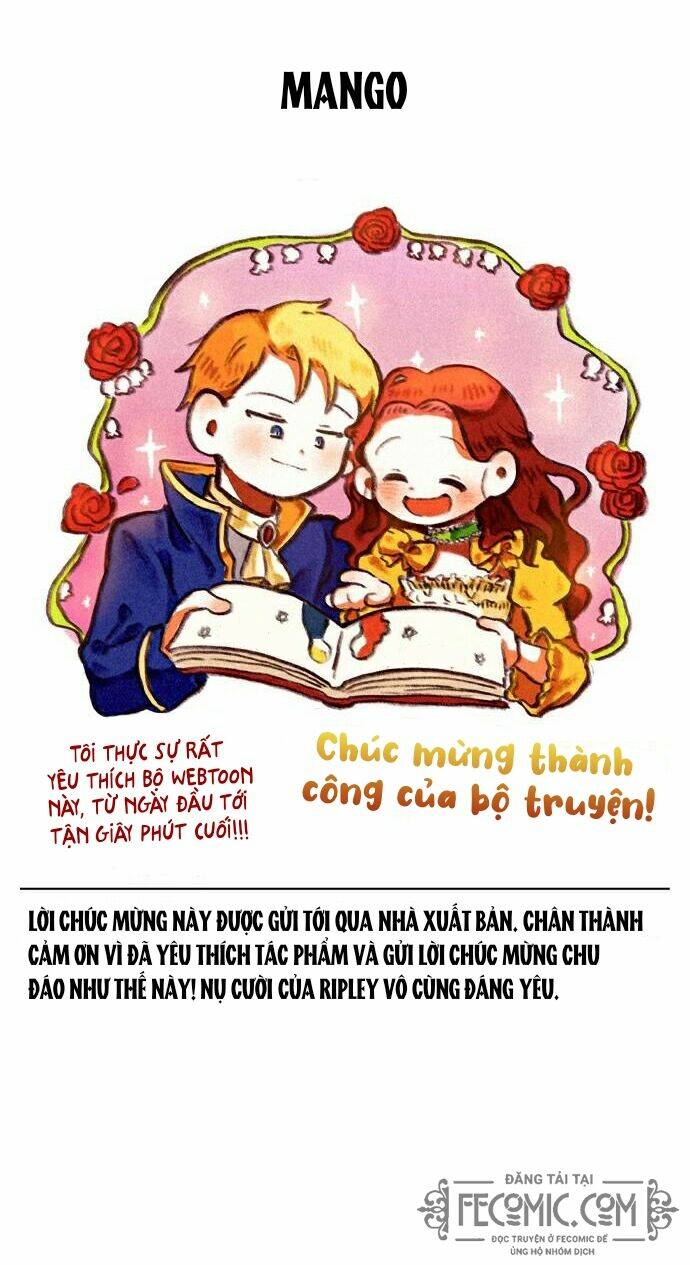 MANGO
TÔI THỰC SỰ RẤT
YÊU THÍCH BỘ WEBTOON
NÀY, TỪ NGÀY ĐẦU TỚI
TẬN GIÂY PHÚT CUỐI!!!
Chúc mừng thành
công của bộ truyện!
LỜI CHÚC MỪNG NÀY ĐƯỢC GỬI TỚI QUA NHÀ XUẤT BẢN. CHÂN THÀNH
CẢM ƠN VÌ ĐÃ YÊU THÍCH TÁC PHẨM VÀ GỬI LỜI CHÚC MỪNG CHU
ĐÁO NHƯ THẾ NÀY! NỤ CƯỜI CỦA RIPLEY VÔ CÙNG ĐÁNG YÊU.
ĐĂNG TẢI TẠI
FECOMIC.COM
ĐỌC TRUYỆN Ở FECOMIC ĐỂ
ỦNG HỘ NHÓM DỊCH